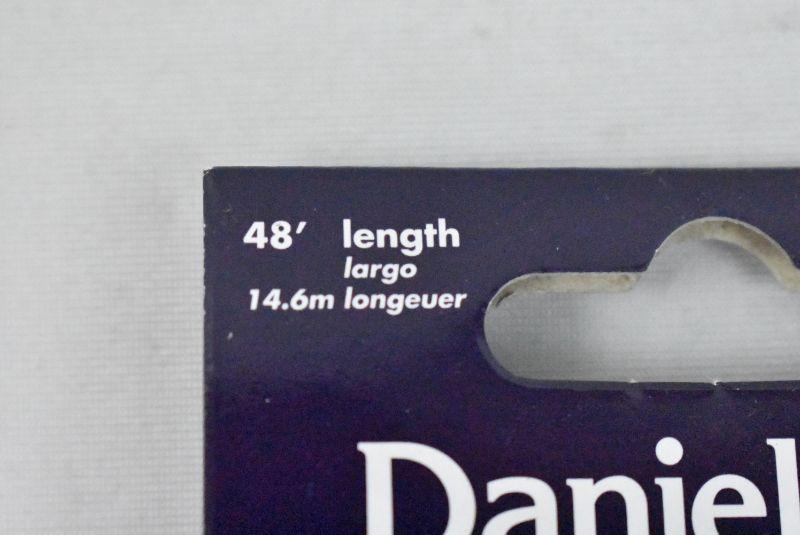 48' length
largo
14.6m longeuer
Daniel